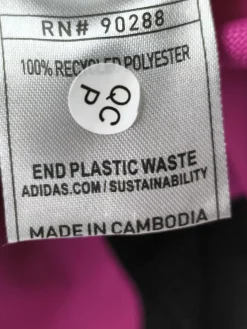 RN# 90288
100% RECYCLED POLYESTER
QC
P
END PLASTIC WASTE
ADIDAS.COM/SUSTAINABILITY
MADE IN CAMBODIA